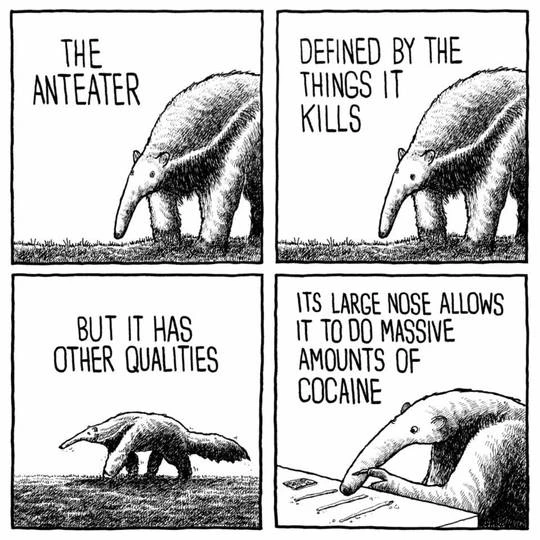 THE
ANTEATER
DEFINED BY THE
THINGS IT
KILLS
BUT IT HAS
OTHER QUALITIES
ITS LARGE NOSE ALLOWS
IT TO DO MASSIVE
AMOUNTS OF
COCAINE